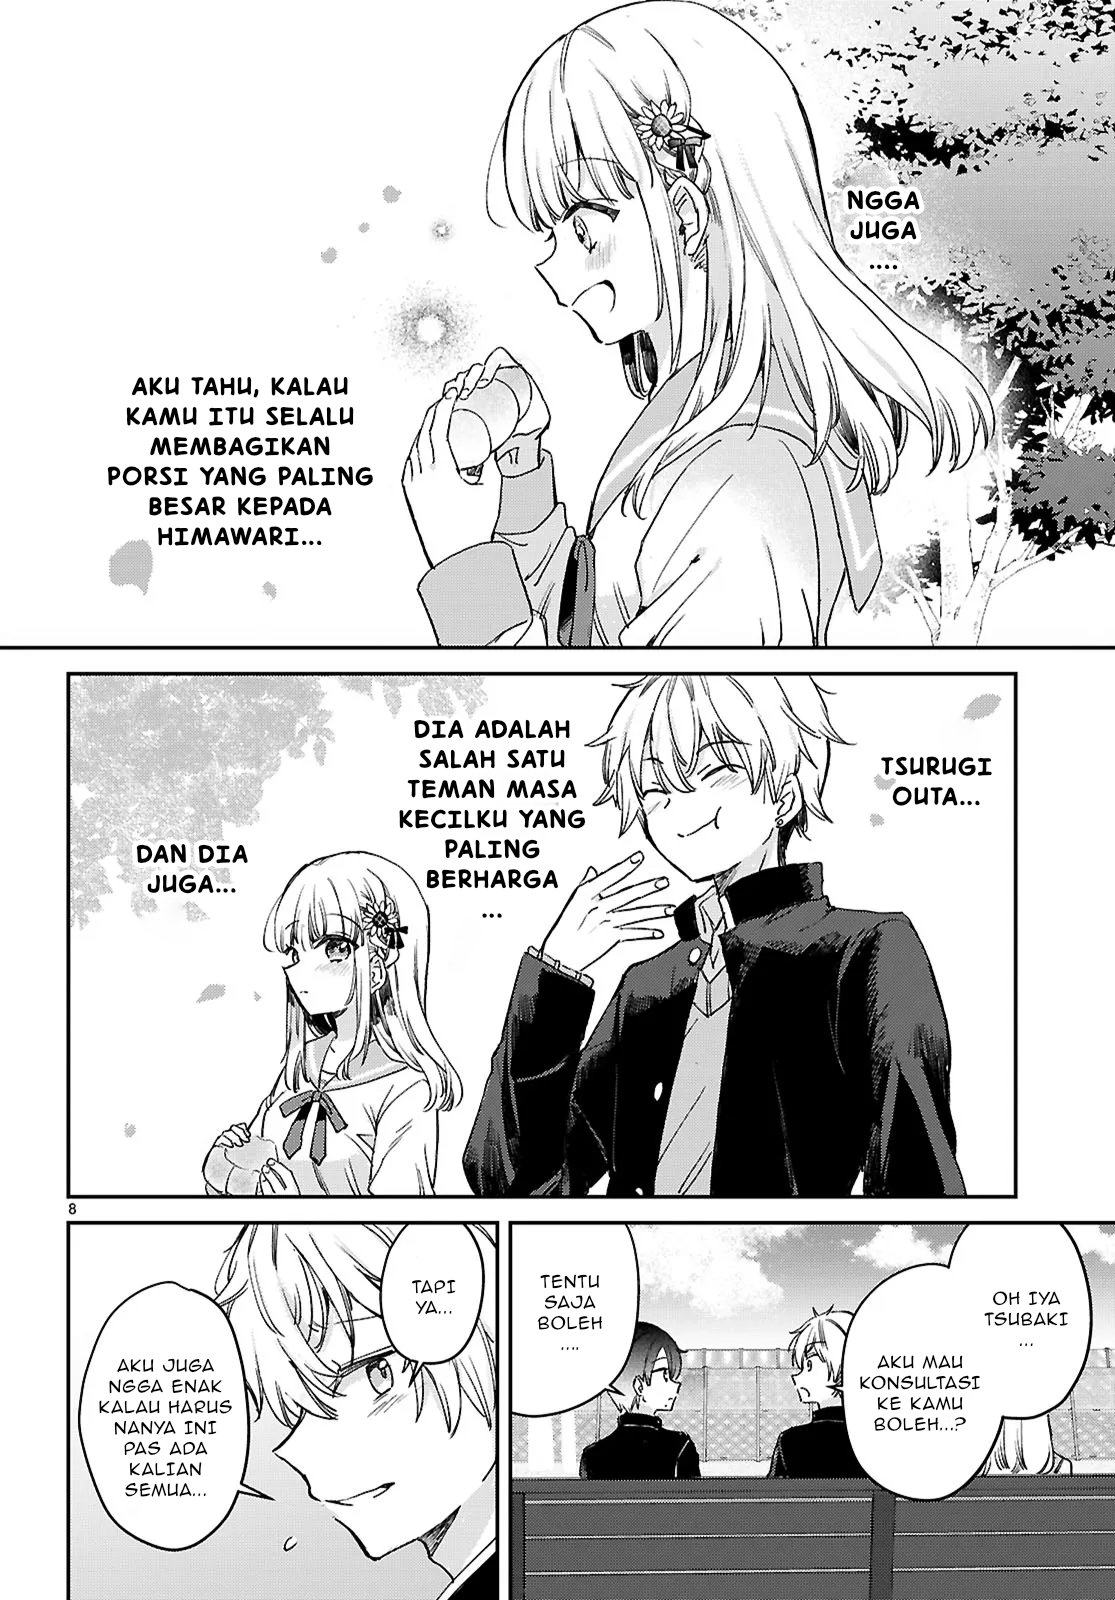 NGGA
JUGA
....
AKU TAHU, KALAU
KAMU ITU SELALU
MEMBAGIKAN
PORSI YANG PALING
BESAR KEPADA
HIMAWARI...
TSURUGI
OUTA...
DIA ADALAH
SALAH SATU
TEMAN MASA
KECILKU YANG
PALING
BERHARGA
...
DAN DIA
JUGA...
8
OH IYA
TSUBAKI
...
AKU MAU
KONSULTASI
KE KAMU
BOLEH...?
TENTU
SAJA
BOLEH
....
TAPI
YA...
AKU JUGA
NGGA ENAK
KALAU HARUS
NANYA INI
PAS ADA
KALIAN
SEMUA...